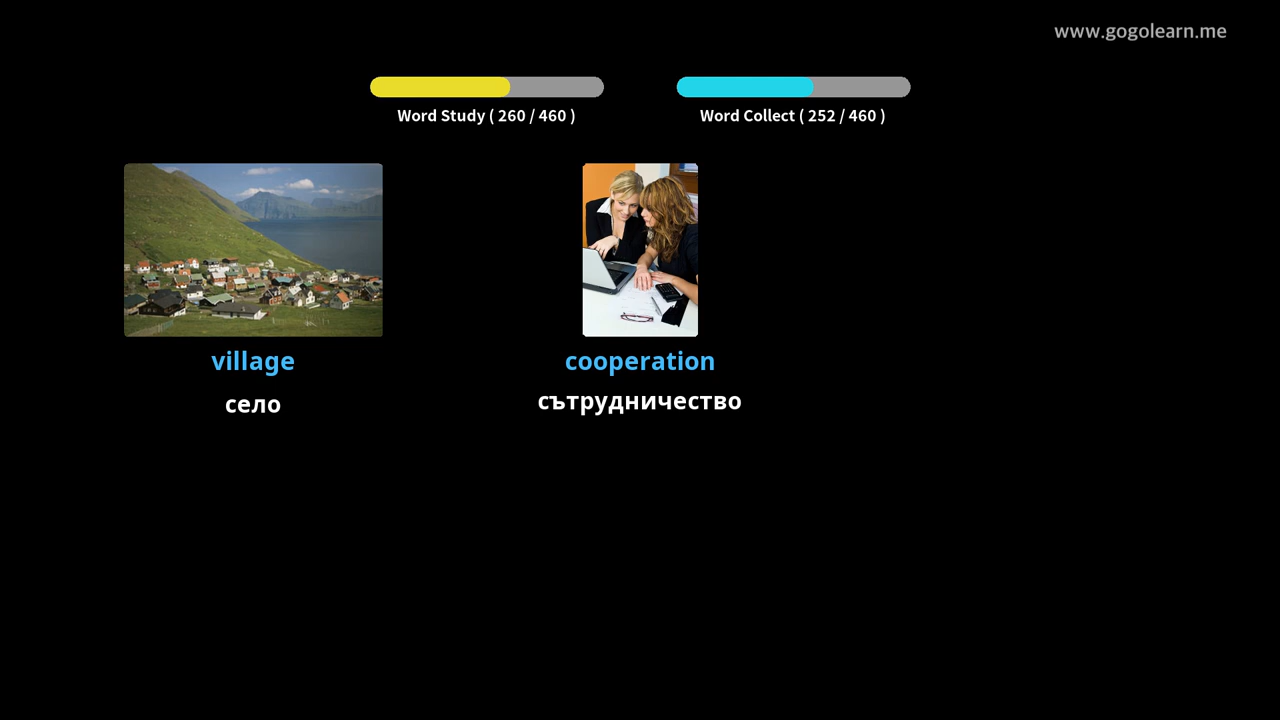 www.gogolearn.me
Word Study ( 260 / 460 )
Word Collect ( 252 / 460 )
village
село
cooperation
сътрудничество